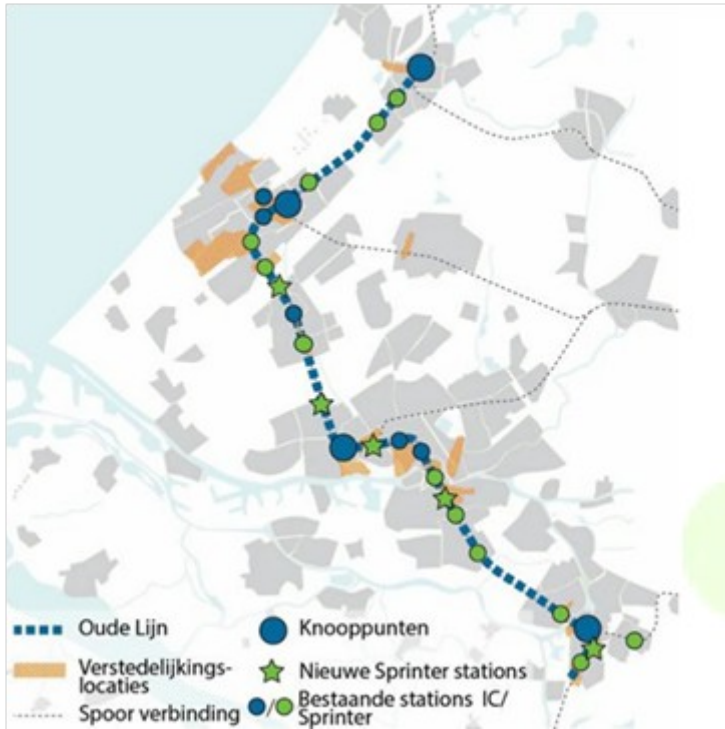 Oude Lijn
Knooppunten
Verstedelijkings-
locaties
Nieuwe Sprinter stations
Spoor verbinding
Bestaande stations IC/
Sprinter